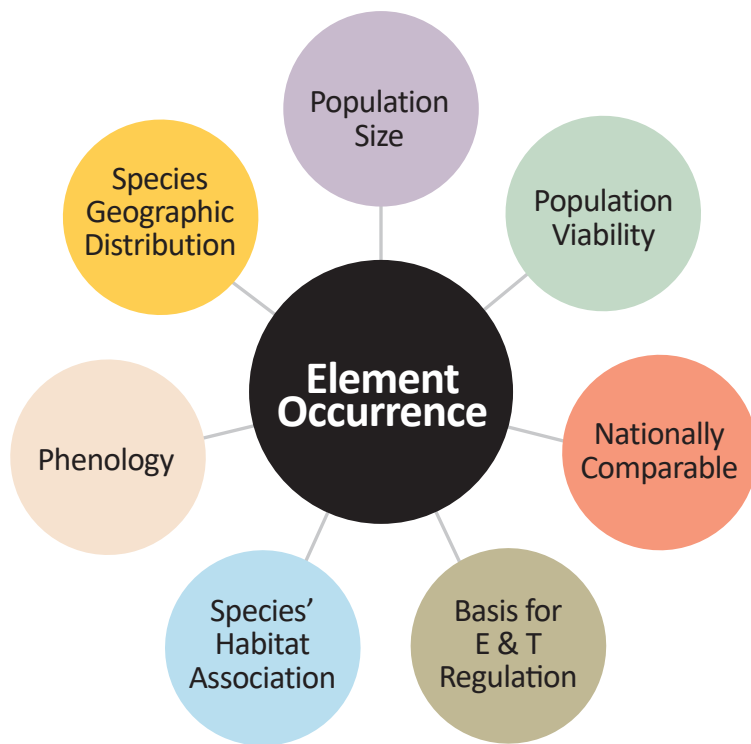 Population
Size
Species
Geographic
Distribution
Population
Viability
Element
Occurrence
Phenology
Nationally
Comparable
Species’
Habitat
Association
Basis for
E & T
Regulation